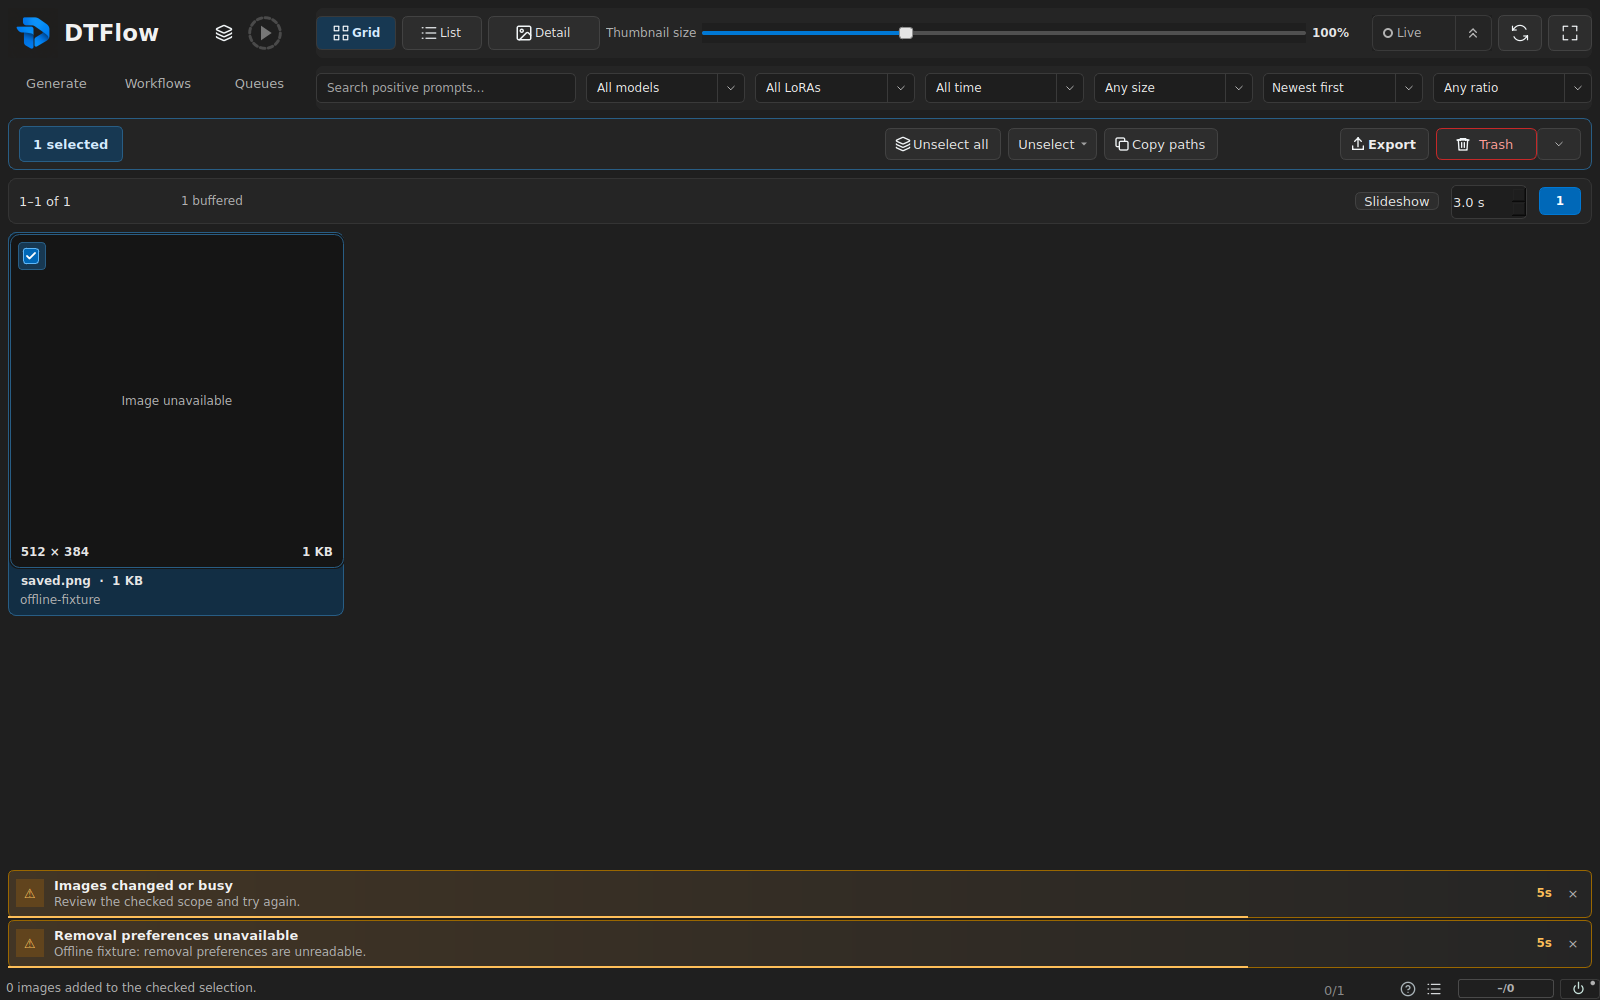 DTFlow
Grid
List
Detail
Thumbnail size
100%
Live
Generate
Workflows
Queues
Search positive prompts...
All models
All LoRAs
All time
Any size
Newest first
Any ratio
1 selected
Unselect all
Unselect
Copy paths
Export
Trash
1–1 of 1
1 buffered
Slideshow
3.0 s
1
Image unavailable
512 × 384
1 KB
saved.png · 1 KB
offline-fixture
Images changed or busy
Review the checked scope and try again.
5s
Removal preferences unavailable
Offline fixture: removal preferences are unreadable.
5s
0 images added to the checked selection.
0/1
–/0